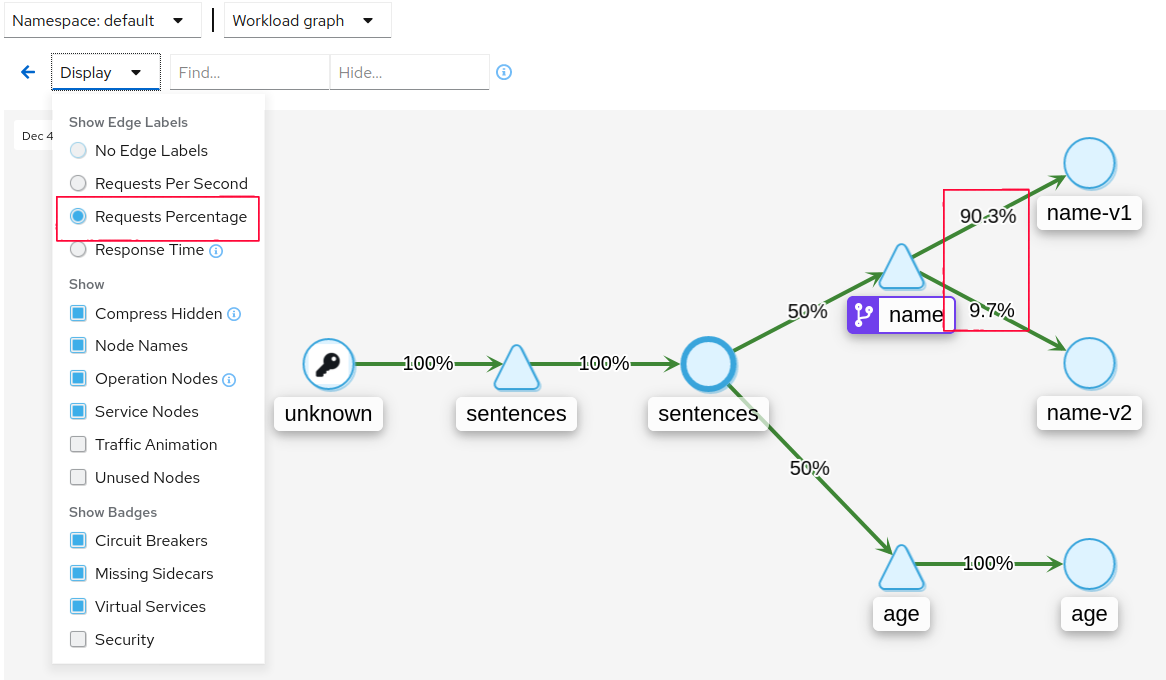 Namespace: default
Workload graph
Display
Find...
Hide...
Dec 4
Show Edge Labels
No Edge Labels
Requests Per Second
Requests Percentage
Response Time
Show
Compress Hidden
Node Names
Operation Nodes
Service Nodes
Traffic Animation
Unused Nodes
Show Badges
Circuit Breakers
Missing Sidecars
Virtual Services
Security
unknown
100%
sentences
100%
sentences
50%
name
90.3%
name-v1
9.7%
name-v2
50%
age
100%
age